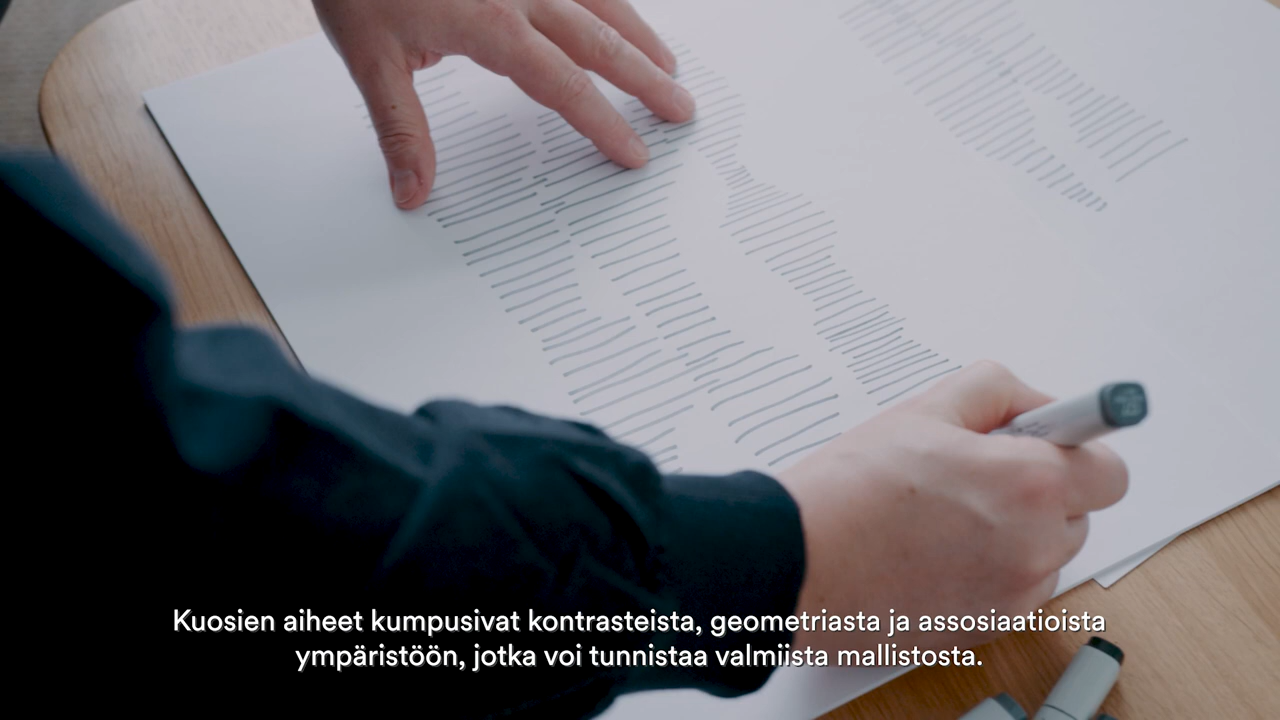 Kuosien aiheet kumpusivat kontrasteista, geometriasta ja assosiaatioista
ympäristöön, jotka voi tunnistaa valmiista mallistosta.